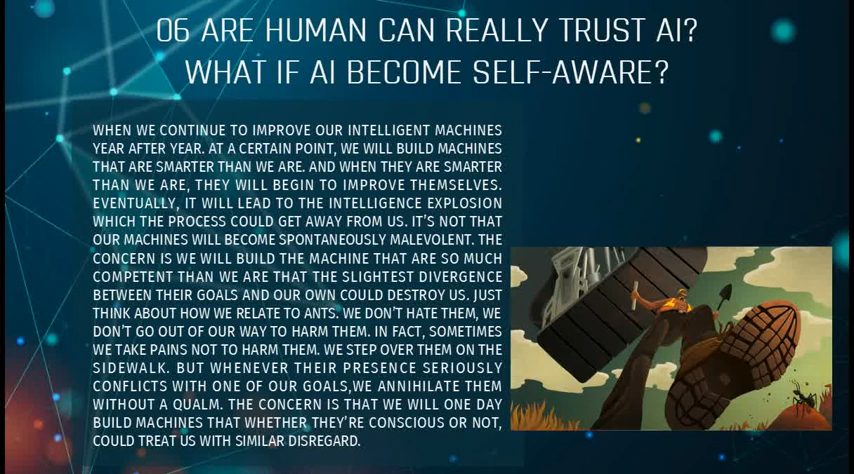 06 ARE HUMAN CAN REALLY TRUST AI?
WHAT IF AI BECOME SELF-AWARE?
WHEN WE CONTINUE TO IMPROVE OUR INTELLIGENT MACHINES
YEAR AFTER YEAR. AT A CERTAIN POINT, WE WILL BUILD MACHINES
THAT ARE SMARTER THAN WE ARE. AND WHEN THEY ARE SMARTER
THAN WE ARE, THEY WILL BEGIN TO IMPROVE THEMSELVES.
EVENTUALLY, IT WILL LEAD TO THE INTELLIGENCE EXPLOSION
WHICH THE PROCESS COULD GET AWAY FROM US. IT'S NOT THAT
OUR MACHINES WILL BECOME SPONTANEOUSLY MALEVOLENT. THE
CONCERN IS WE WILL BUILD THE MACHINE THAT ARE SO MUCH
COMPETENT THAN WE ARE THAT THE SLIGHTEST DIVERGENCE
BETWEEN THEIR GOALS AND OUR OWN COULD DESTROY US. JUST
THINK ABOUT HOW WE RELATE TO ANTS. WE DON'T HATE THEM, WE
DON'T GO OUT OF OUR WAY TO HARM THEM. IN FACT, SOMETIMES
WE TAKE PAINS NOT TO HARM THEM. WE STEP OVER THEM ON THE
SIDEWALK. BUT WHENEVER THEIR PRESENCE SERIOUSLY
CONFLICTS WITH ONE OF OUR GOALS,WE ANNIHILATE THEM
WITHOUT A QUALM. THE CONCERN IS THAT WE WILL ONE DAY
BUILD MACHINES THAT WHETHER THEY'RE CONSCIOUS OR NOT,
COULD TREAT US WITH SIMILAR DISREGARD.